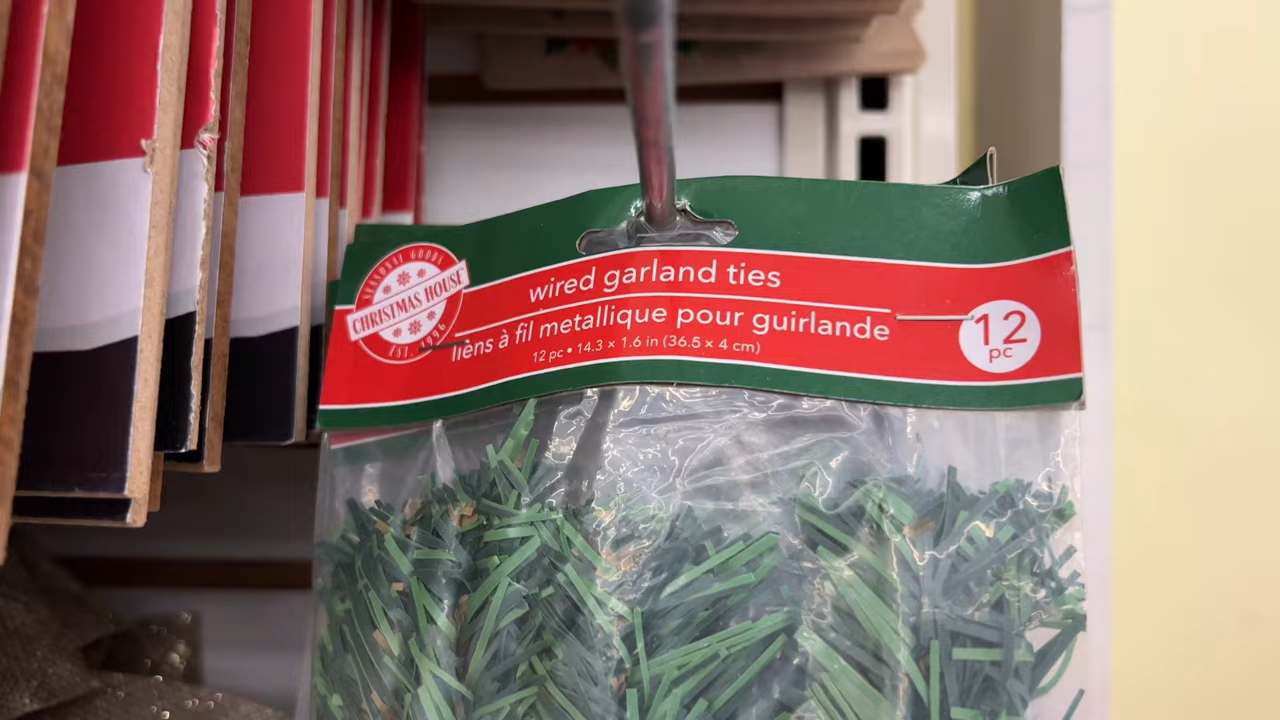 SEASONAL GOODS
CHRISTMAS HOUSE
EST. 1996
wired garland ties
liens à fil metallique pour guirlande
12 pc • 14.3 × 1.6 in (36.5 × 4 cm)
12
pc